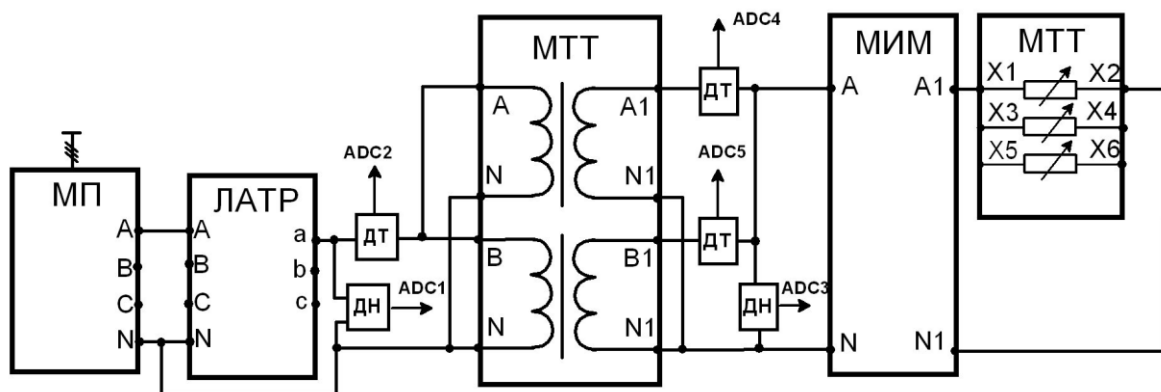 МП
A
B
C
N
ЛАТР
A
B
C
N
a
b
c
ДТ
ADC2
ДН
ADC1
МТТ
A
N
B
N
A1
N1
B1
N1
ДТ
ADC4
ДТ
ADC5
ДН
ADC3
МИМ
A
A1
N
N1
МТТ
X1 X2
X3 X4
X5 X6